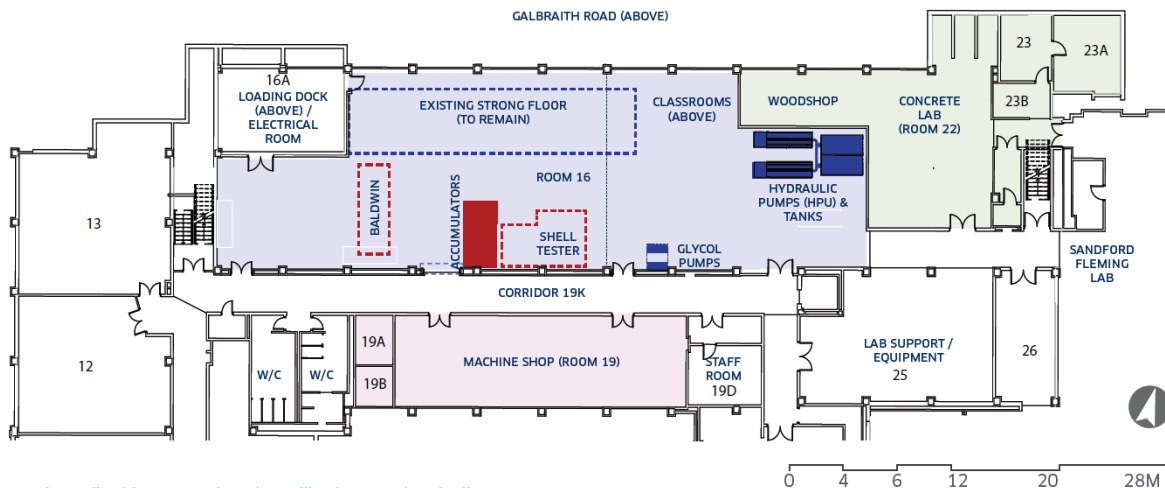 GALBRAITH ROAD (ABOVE)
16A
LOADING DOCK
(ABOVE) /
ELECTRICAL
ROOM
EXISTING STRONG FLOOR
(TO REMAIN)
CLASSROOMS
(ABOVE)
WOODSHOP
CONCRETE
LAB
(ROOM 22)
23
23A
23B
13
BALDWIN
ACCUMULATORS
ROOM 16
SHELL
TESTER
HYDRAULIC
PUMPS (HPU) &
TANKS
GLYCOL
PUMPS
SANDFORD
FLEMING
LAB
CORRIDOR 19K
12
W/C
W/C
19A
19B
MACHINE SHOP (ROOM 19)
STAFF
ROOM
19D
LAB SUPPORT /
EQUIPMENT
25
26
0 4 6 12 20 28M